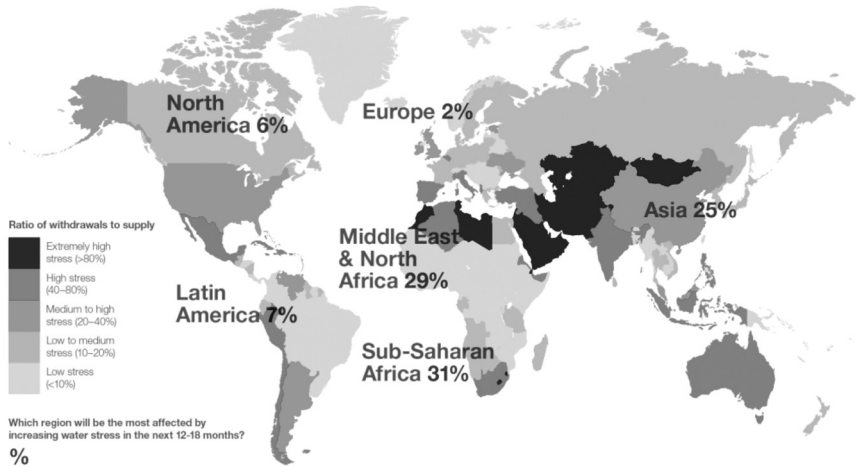 North
America 6%
Europe 2%
Asia 25%
Middle East
& North
Africa 29%
Latin
America 7%
Sub-Saharan
Africa 31%
Ratio of withdrawals to supply
Extremely high
stress (>80%)
High stress
(40–80%)
Medium to high
stress (20–40%)
Low to medium
stress (10–20%)
Low stress
(<10%)
Which region will be the most affected by
increasing water stress in the next 12-18 months?
%